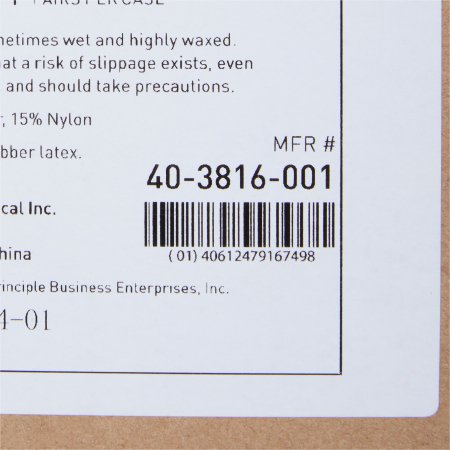 PAIRS PER CASE
metimes wet and highly waxed.
at a risk of slippage exists, even
and should take precautions.
, 15% Nylon
bber latex.
MFR #
40-3816-001
cal Inc.
(01) 40612479167498
hina
rinciple Business Enterprises, Inc.
4-01